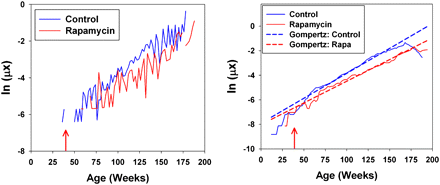 Control
Rapamycin
0
-2
-4
-6
-8
ln (μx)
0 25 50 75 100 125 150 175 200
Age (Weeks)
Control
Rapamycin
Gompertz: Control
Gompertz: Rapa
0
-2
-4
-6
-8
-10
ln (μx)
0 25 50 75 100 125 150 175 200
Age (Weeks)